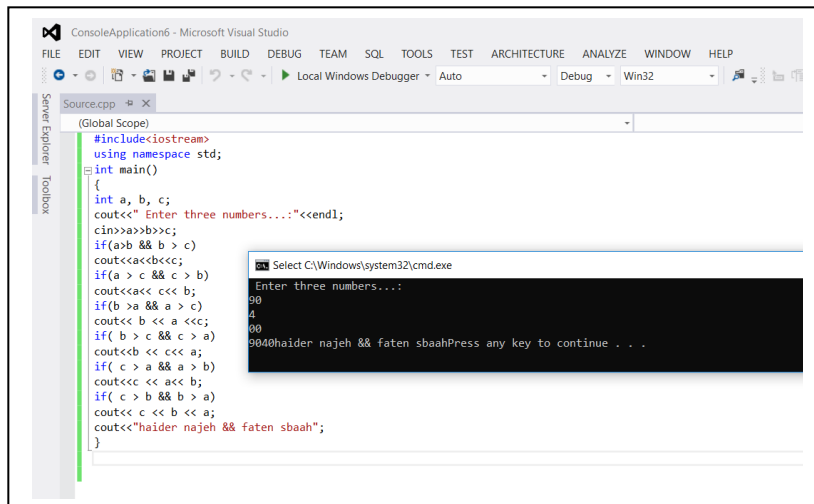 ConsoleApplication6 - Microsoft Visual Studio
FILE EDIT VIEW PROJECT BUILD DEBUG TEAM SQL TOOLS TEST ARCHITECTURE ANALYZE WINDOW HELP
Local Windows Debugger Auto Debug Win32
Server Explorer
Toolbox
Source.cpp
(Global Scope)
#include<iostream>
using namespace std;
int main()
{
int a, b, c;
cout<<" Enter three numbers...:"<<endl;
cin>>a>>b>>c;
if(a>b && b > c)
cout<<a<<b<<c;
if(a > c && c > b)
cout<<a<< c<< b;
if(b >a && a > c)
cout<< b << a <<c;
if( b > c && c > a)
cout<<b << c<< a;
if( c > a && a > b)
cout<<c << a<< b;
if( c > b && b > a)
cout<< c << b << a;
cout<<"haider najeh && faten sbaah";
}
Select C:\Windows\system32\cmd.exe
Enter three numbers...:
90
4
00
9040haider najeh && faten sbaahPress any key to continue . . .